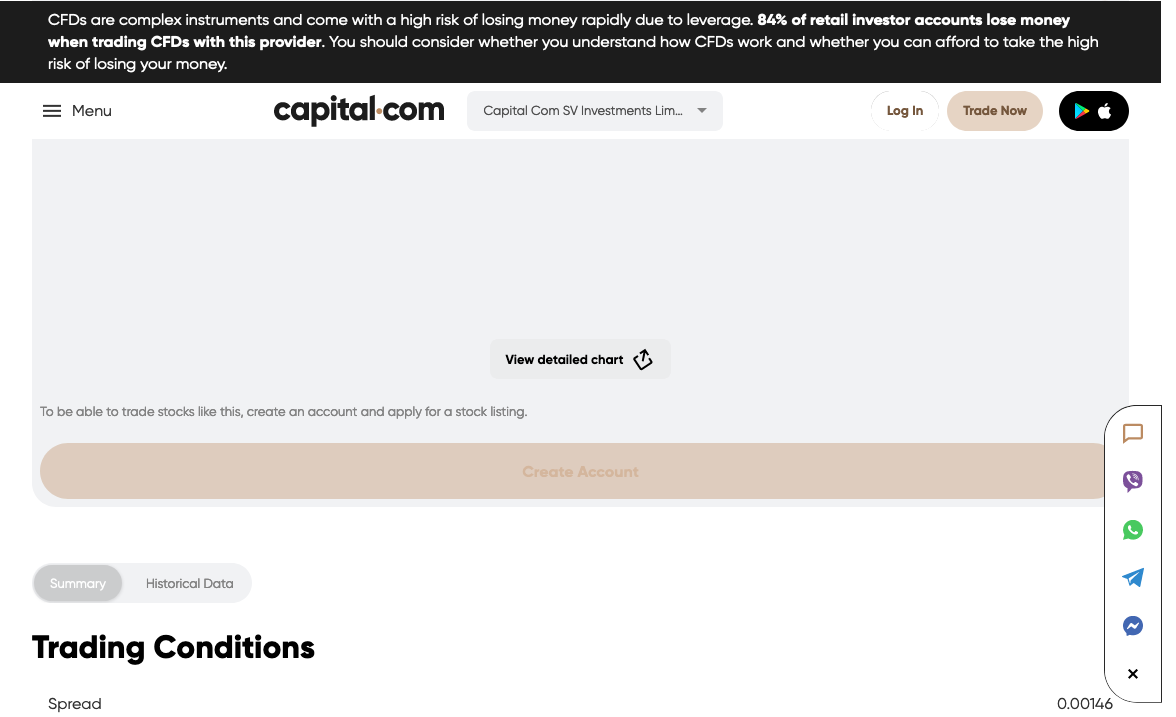 CFDs are complex instruments and come with a high risk of losing money rapidly due to leverage. 84% of retail investor accounts lose money
when trading CFDs with this provider. You should consider whether you understand how CFDs work and whether you can afford to take the high
risk of losing your money.
Menu
capital.com
Capital Com SV Investments Lim...
Log In
Trade Now
View detailed chart
To be able to trade stocks like this, create an account and apply for a stock listing.
Create Account
Summary
Historical Data
Trading Conditions
Spread
0.00146